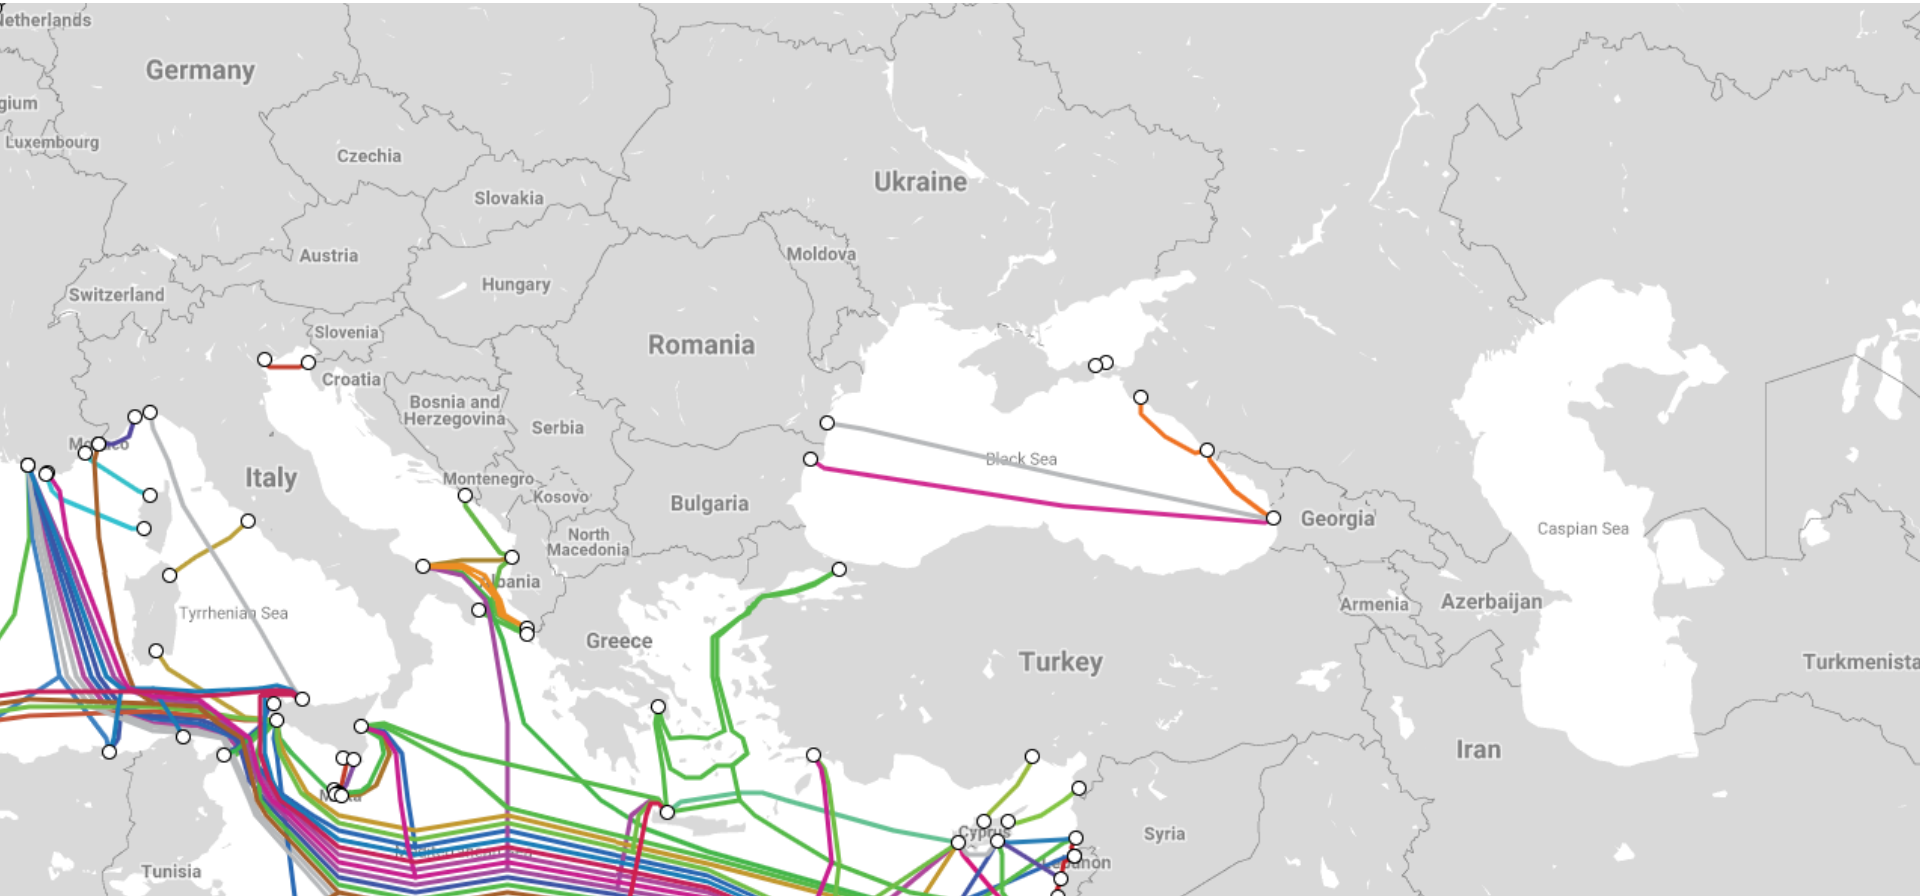 Netherlands
Germany
gium
Luxembourg
Czechia
Ukraine
Slovakia
Austria
Moldova
Hungary
Switzerland
Slovenia
Romania
Croatia
Bosnia and
Herzegovina
Serbia
Black Sea
Italy
Montenegro
Kosovo
Bulgaria
Georgia
Caspian Sea
North
Macedonia
Albania
Armenia
Azerbaijan
Tyrrhenian Sea
Greece
Turkey
Turkmenista
Iran
Malta
Cyprus
Syria
Lebanon
Tunisia